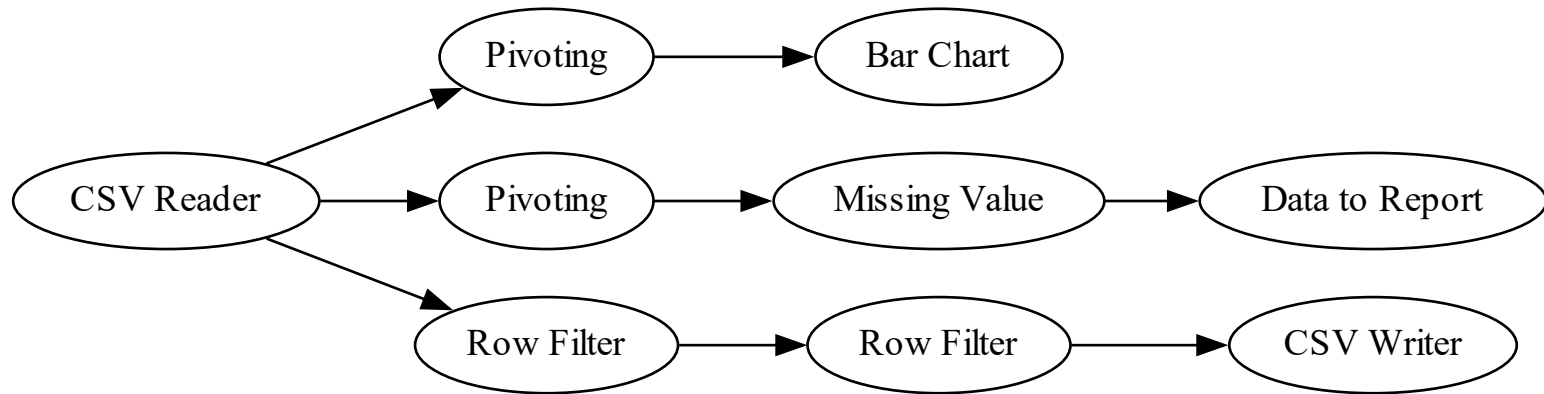 Pivoting
Bar Chart
CSV Reader
Pivoting
Missing Value
Data to Report
Row Filter
Row Filter
CSV Writer